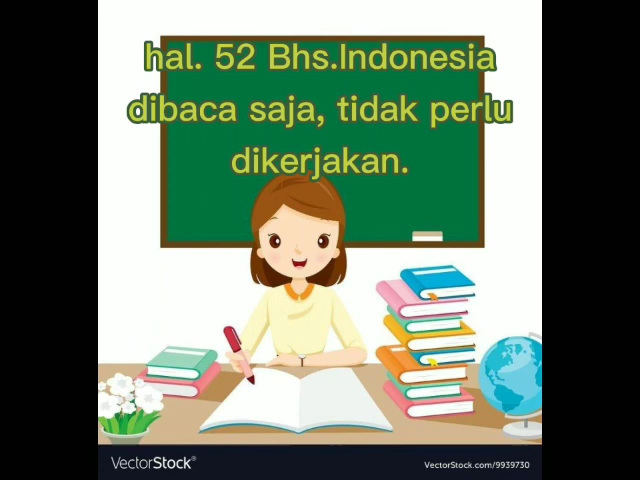 hal. 52 Bhs.Indonesia
dibaca saja, tidak perlu
dikerjakan.
VectorStock®
VectorStock.com/9939730